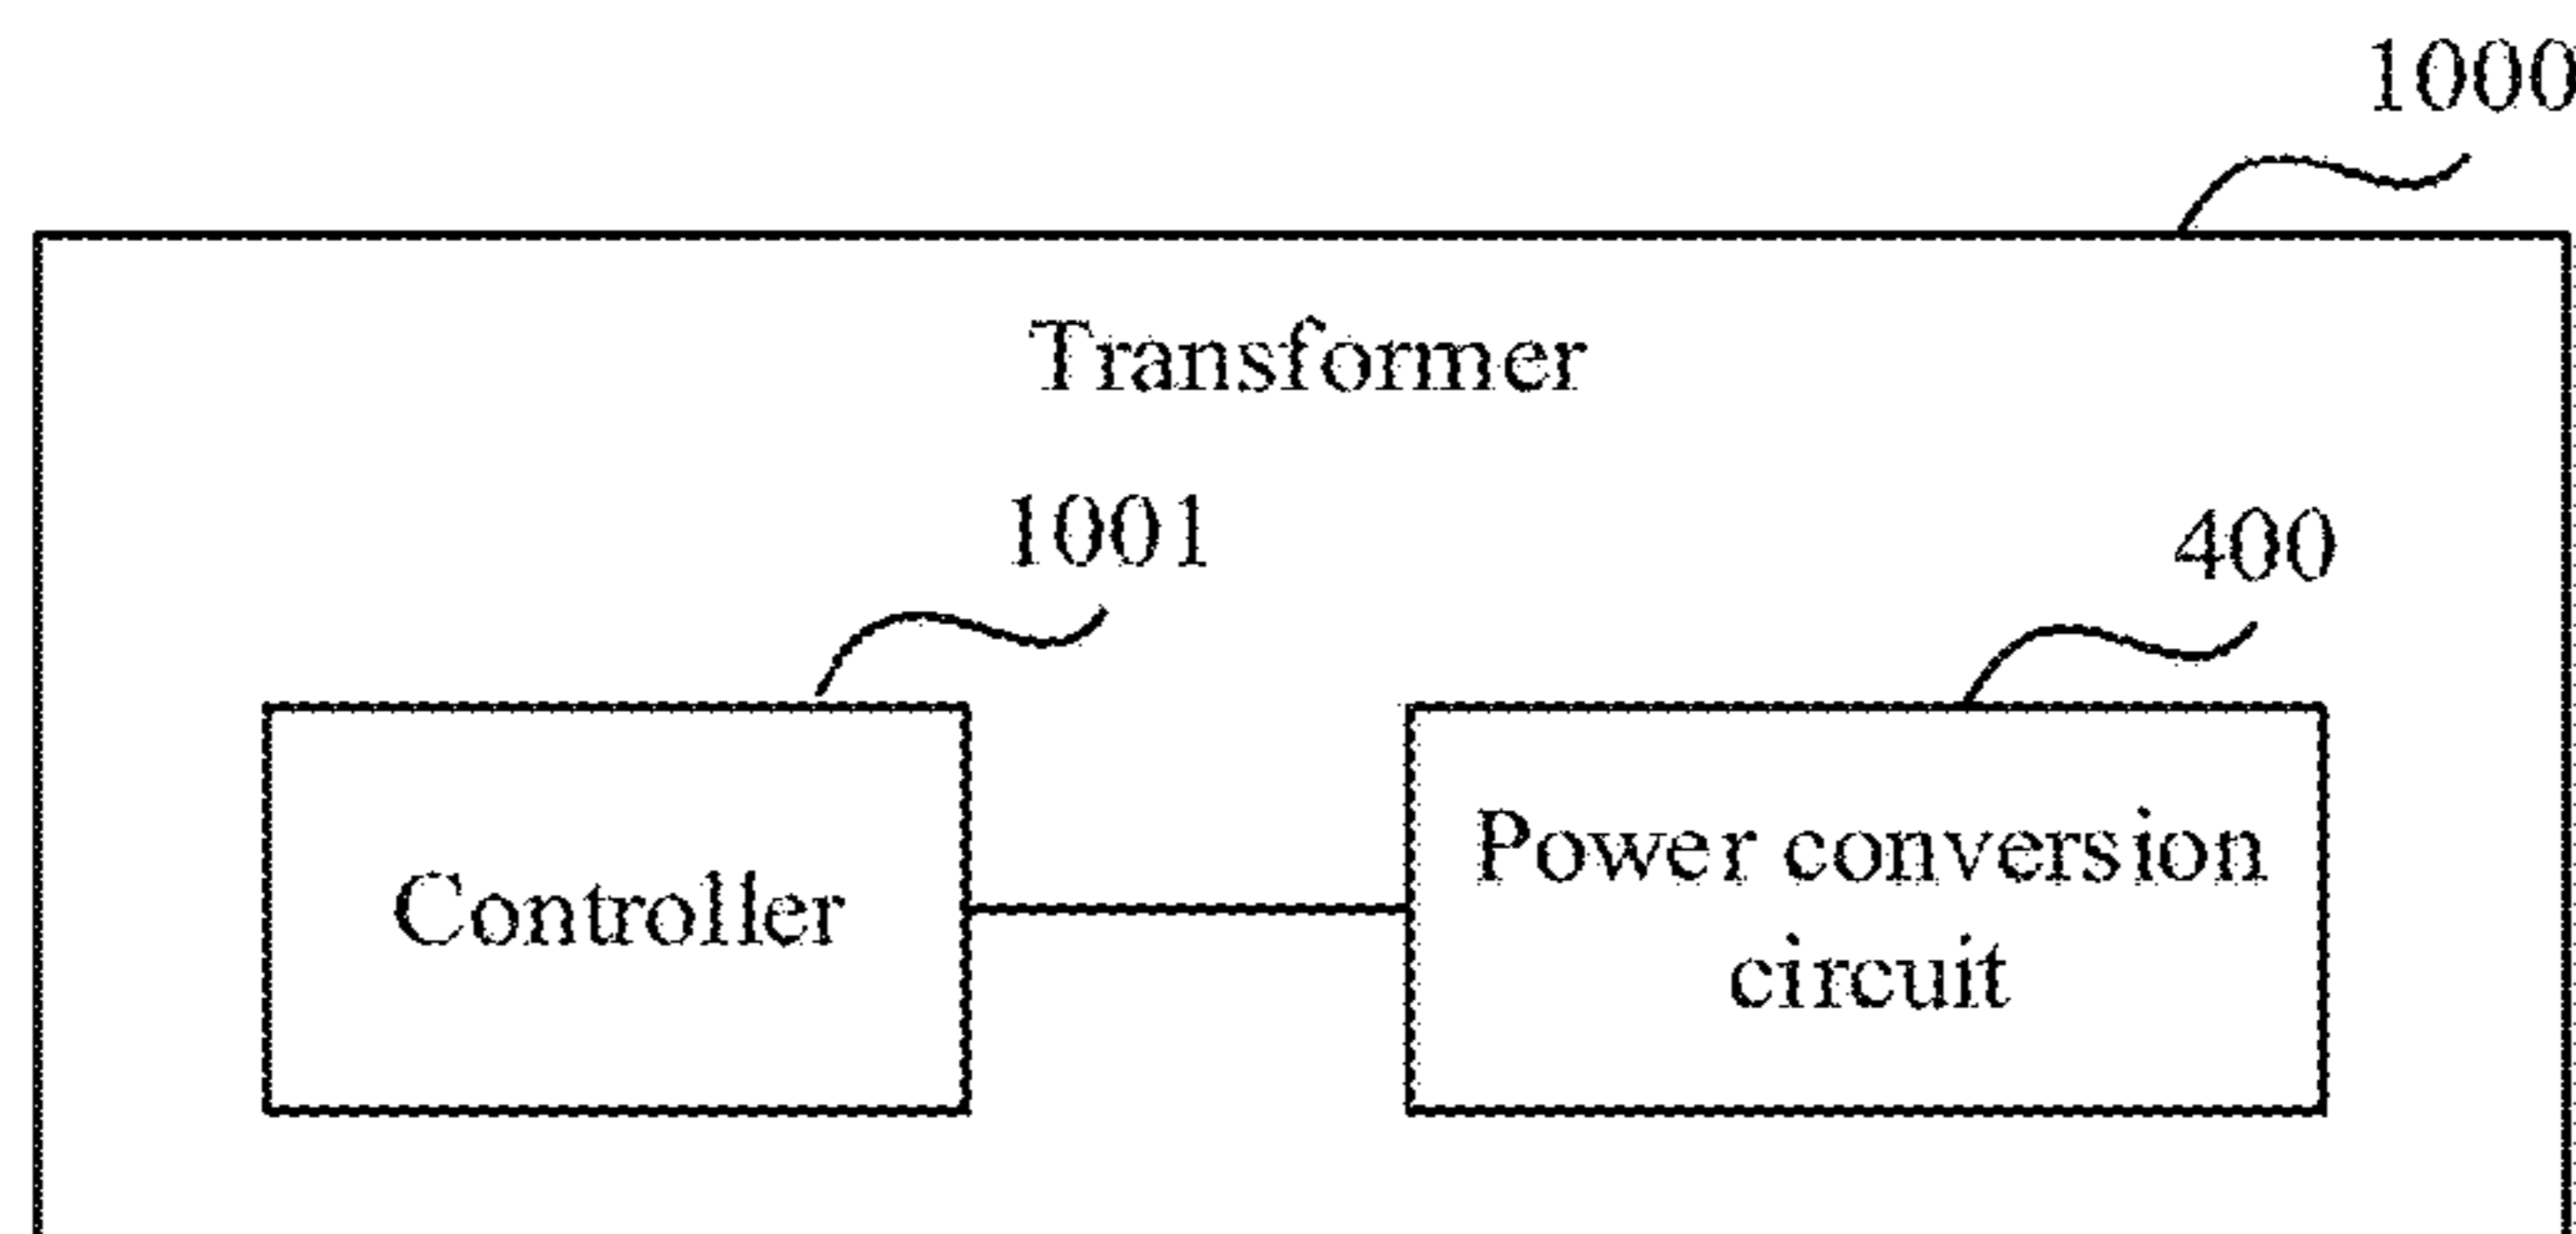 1000
Transformer
1001
400
Controller
Power conversion
circuit